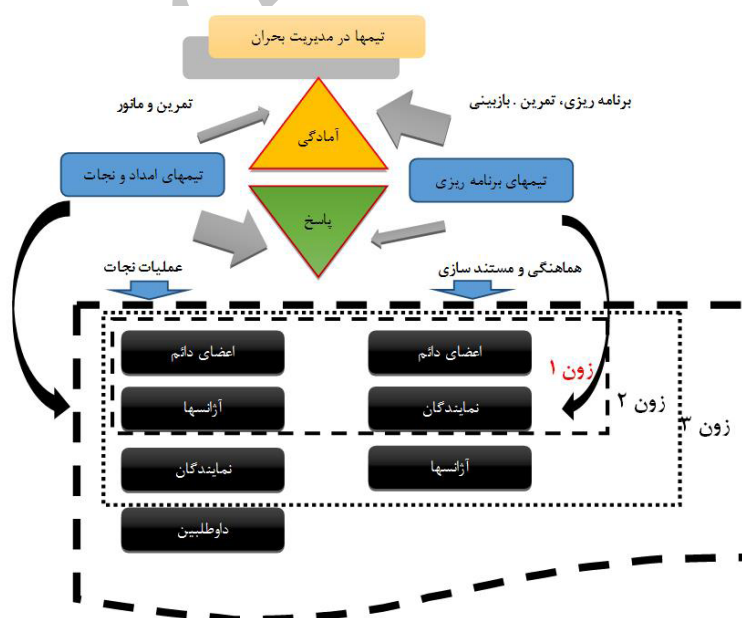 تیمها در مدیریت بحران
برنامه ریزی، تمرین . بازبینی
تمرین و مانور
آمادگی
تیمهای برنامه ریزی
تیمهای امداد و نجات
پاسخ
هماهنگی و مستند سازی
عملیات نجات
اعضای دائم
اعضای دائم
زون ۱
نمایندگان
آژانسها
زون ۲
زون ۳
آژانسها
نمایندگان
داوطلبین